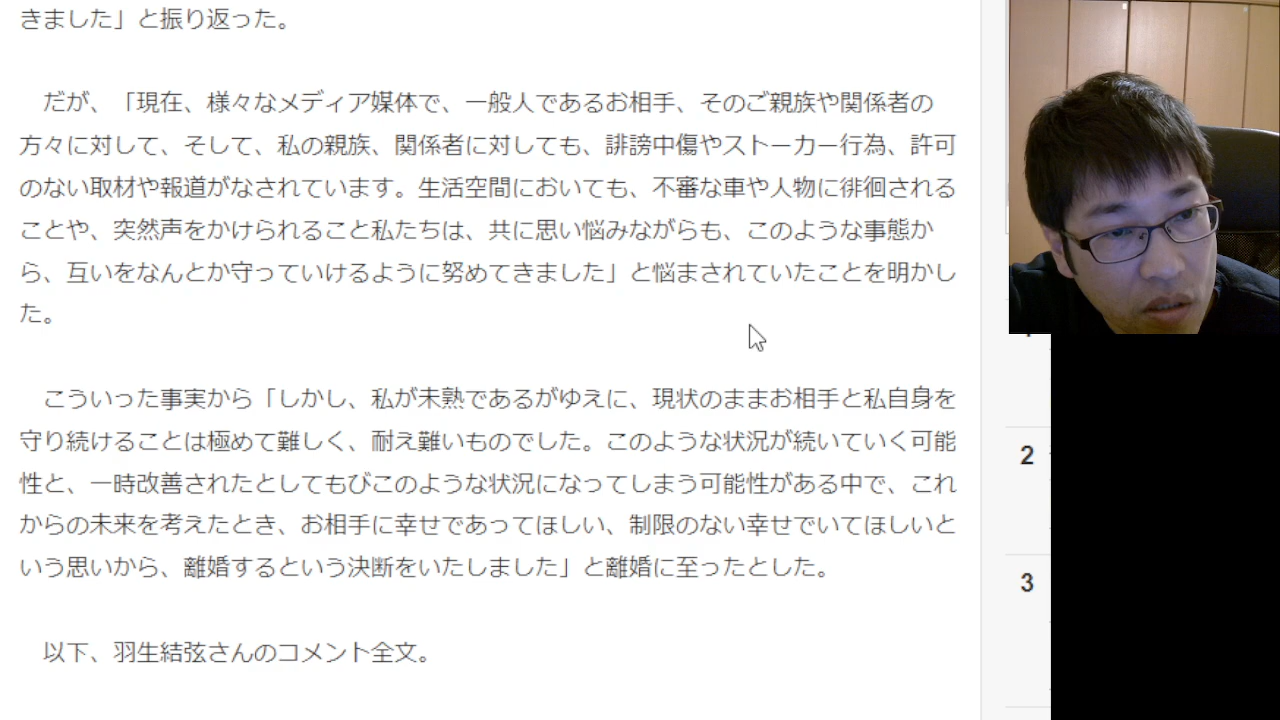 きました」と振り返った。
だが、「現在、様々なメディア媒体で、一般人であるお相手、そのご親族や関係者の
方々に対して、そして、私の親族、関係者に対しても、誹謗中傷やストーカー行為、許可
のない取材や報道がなされています。生活空間においても、不審な車や人物に徘徊される
ことや、突然声をかけられること私たちは、共に思い悩みながらも、このような事態か
ら、互いをなんとか守っていけるように努めてきました」と悩まされていたことを明かし
た。
こういった事実から「しかし、私が未熟であるがゆえに、現状のままお相手と私自身を
守り続けることは極めて難しく、耐え難いものでした。このような状況が続いていく可能
性と、一時改善されたとしてもびこのような状況になってしまう可能性がある中で、これ
からの未来を考えたとき、お相手に幸せであってほしい、制限のない幸せでいてほしいと
いう思いから、離婚するという決断をいたしました」と離婚に至ったとした。
以下、羽生結弦さんのコメント全文。
2
3